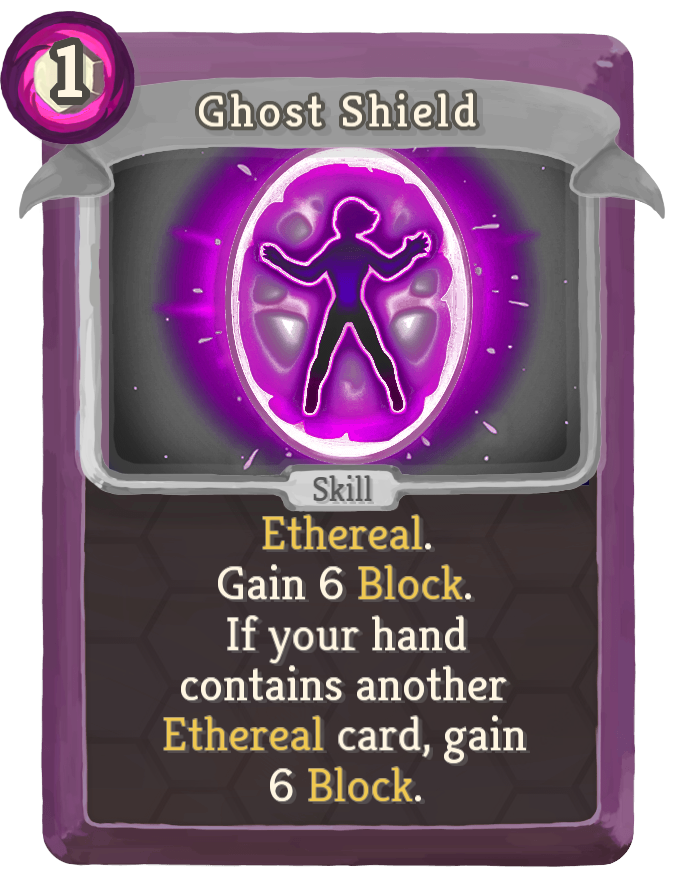 1
Ghost Shield
Skill
Ethereal.
Gain 6 Block.
If your hand
contains another
Ethereal card, gain
6 Block.